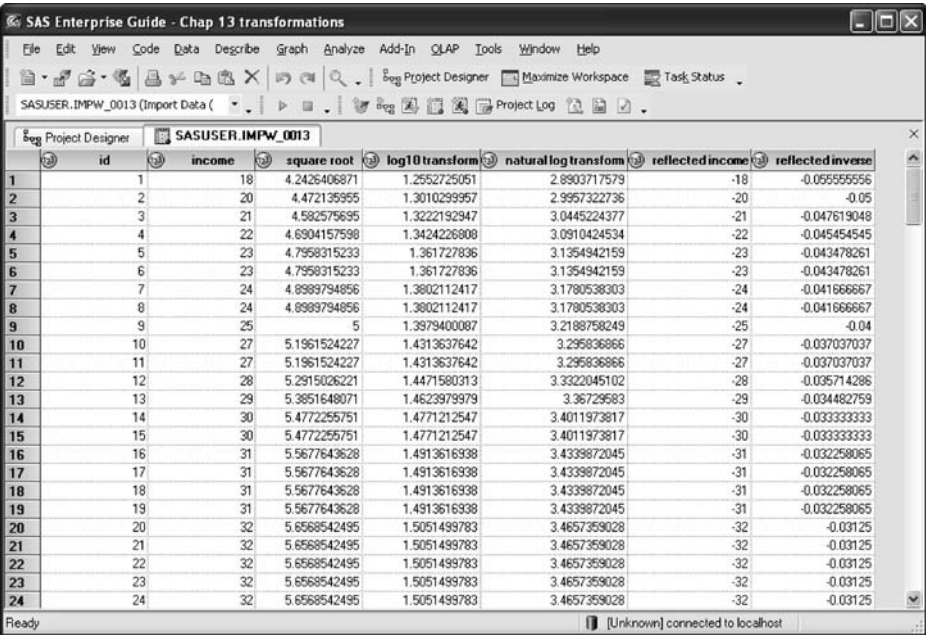 SAS Enterprise Guide - Chap 13 transformations
File Edit View Code Data Describe Graph Analyze Add-In OLAP Tools Window Help
Project Designer Maximize Workspace Task Status
SASUSER.IMPW_0013 (Import Data ( Project Log
Project Designer SASUSER.IMPW_0013
id income square root log10 transform natural log transform reflected income reflected inverse
1 1 18 4.2426406871 1.2552725051 2.8903717579 -18 -0.055555556
2 2 20 4.472135955 1.3010299957 2.9957322736 -20 -0.05
3 3 21 4.582575695 1.3222192947 3.0445224377 -21 -0.047619048
4 4 22 4.6904157598 1.3424226808 3.0910424534 -22 -0.045454545
5 5 23 4.7958315233 1.361727836 3.1354942159 -23 -0.043478261
6 6 23 4.7958315233 1.361727836 3.1354942159 -23 -0.043478261
7 7 24 4.8989794856 1.3802112417 3.1780538303 -24 -0.041666667
8 8 24 4.8989794856 1.3802112417 3.1780538303 -24 -0.041666667
9 9 25 5 1.3979400087 3.2188758249 -25 -0.04
10 10 27 5.1961524227 1.4313637642 3.295836866 -27 -0.037037037
11 11 27 5.1961524227 1.4313637642 3.295836866 -27 -0.037037037
12 12 28 5.2915026221 1.4471580313 3.3322045102 -28 -0.035714286
13 13 29 5.3851648071 1.4623979979 3.36729583 -29 -0.034482759
14 14 30 5.4772255751 1.4771212547 3.4011973817 -30 -0.033333333
15 15 30 5.4772255751 1.4771212547 3.4011973817 -30 -0.033333333
16 16 31 5.5677643628 1.4913616938 3.4339872045 -31 -0.032258065
17 17 31 5.5677643628 1.4913616938 3.4339872045 -31 -0.032258065
18 18 31 5.5677643628 1.4913616938 3.4339872045 -31 -0.032258065
19 19 31 5.5677643628 1.4913616938 3.4339872045 -31 -0.032258065
20 20 32 5.6568542495 1.5051499783 3.4657359028 -32 -0.03125
21 21 32 5.6568542495 1.5051499783 3.4657359028 -32 -0.03125
22 22 32 5.6568542495 1.5051499783 3.4657359028 -32 -0.03125
23 23 32 5.6568542495 1.5051499783 3.4657359028 -32 -0.03125
24 24 32 5.6568542495 1.5051499783 3.4657359028 -32 -0.03125
Ready [Unknown] connected to localhost